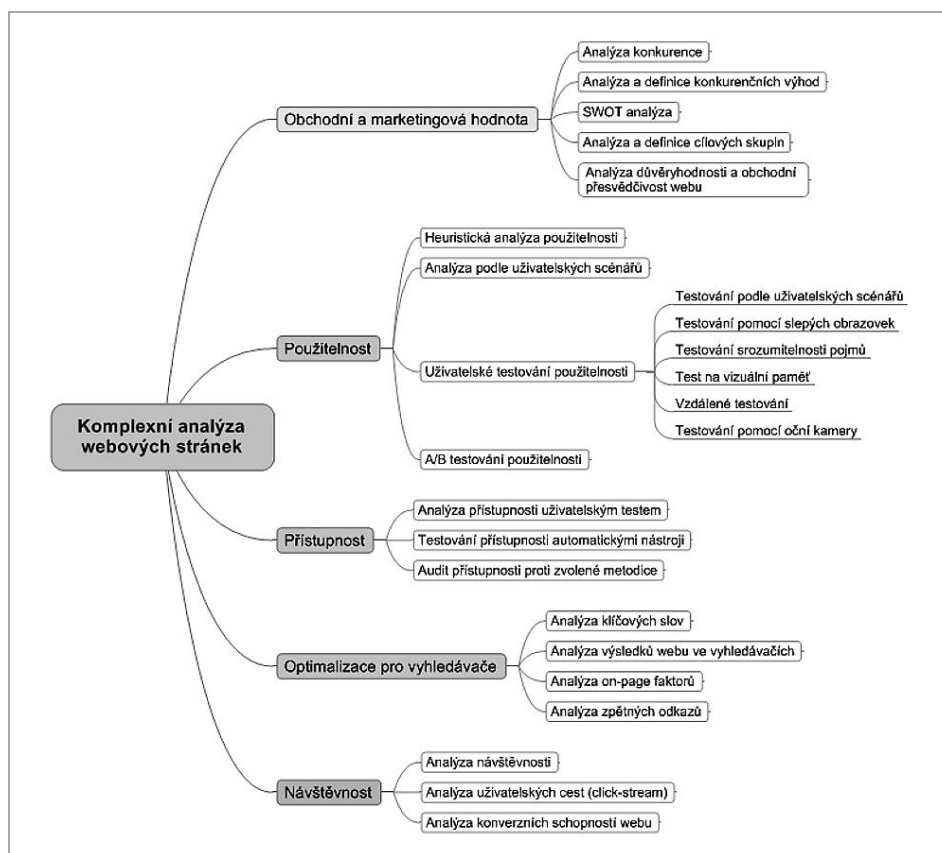 Komplexní analýza
webových stránek
Obchodní a marketingová hodnota
Analýza konkurence
Analýza a definice konkurenčních výhod
SWOT analýza
Analýza a definice cílových skupin
Analýza důvěryhodnosti a obchodní
přesvědčivost webu
Použitelnost
Heuristická analýza použitelnosti
Analýza podle uživatelských scénářů
Uživatelské testování použitelnosti
Testování podle uživatelských scénářů
Testování pomocí slepých obrazovek
Testování srozumitelnosti pojmů
Test na vizuální paměť
Vzdálené testování
Testování pomocí oční kamery
A/B testování použitelnosti
Přístupnost
Analýza přístupnosti uživatelským testem
Testování přístupnosti automatickými nástroji
Audit přístupnosti proti zvolené metodice
Optimalizace pro vyhledávače
Analýza klíčových slov
Analýza výsledků webu ve vyhledávačích
Analýza on-page faktorů
Analýza zpětných odkazů
Návštěvnost
Analýza návštěvnosti
Analýza uživatelských cest (click-stream)
Analýza konverzních schopností webu